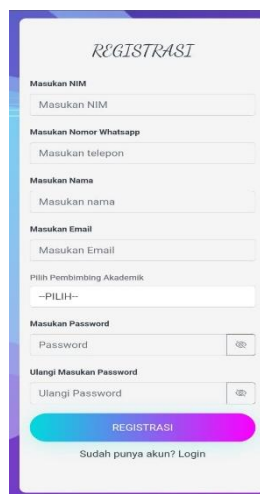 REGISTRASI
Masukan NIM
Masukan NIM
Masukan Nomor Whatsapp
Masukan telepon
Masukan Nama
Masukan nama
Masukan Email
Masukan Email
Pilih Pembimbing Akademik
--PILIH--
Masukan Password
Password
Ulangi Masukan Password
Ulangi Password
REGISTRASI
Sudah punya akun? Login